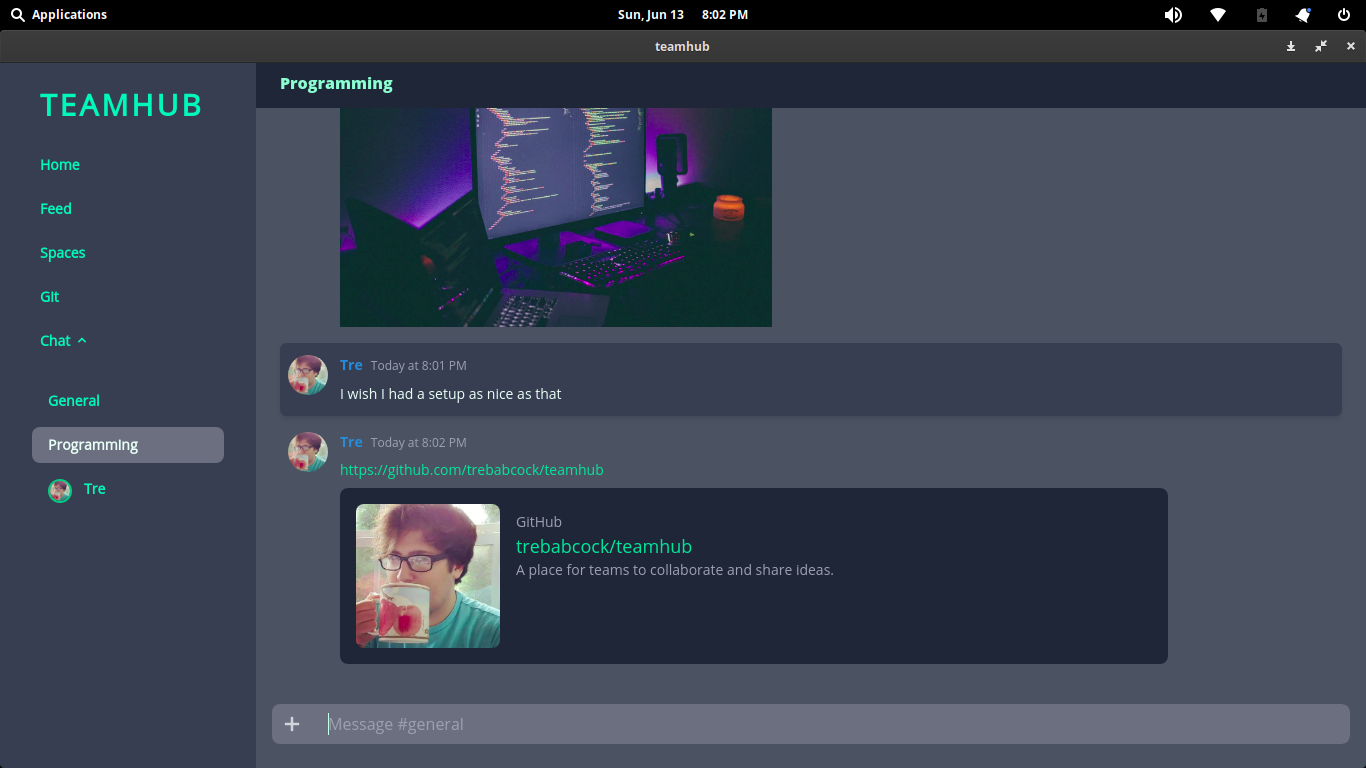 Applications
Sun, Jun 13 8:02 PM
teamhub
TEAMHUB
Home
Feed
Spaces
Git
Chat
General
Programming
Tre
Programming
Tre Today at 8:01 PM
I wish I had a setup as nice as that
Tre Today at 8:02 PM
https://github.com/trebabcock/teamhub
GitHub
trebabcock/teamhub
A place for teams to collaborate and share ideas.
Message #general